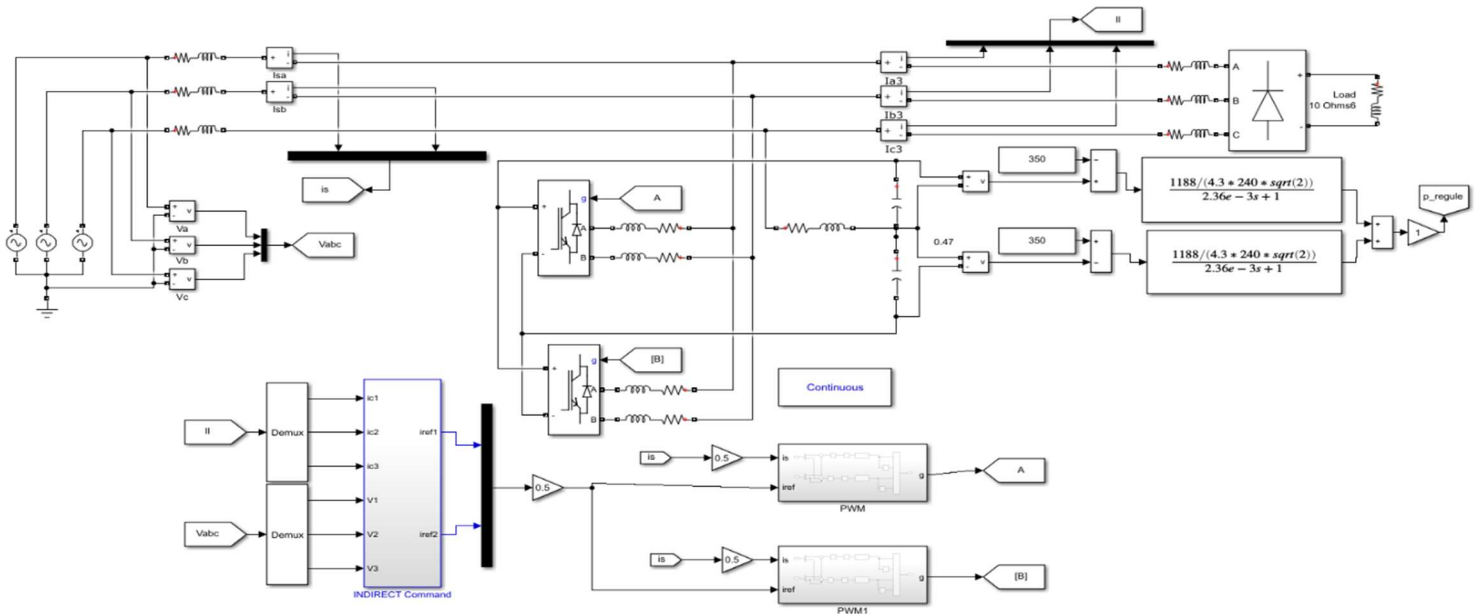 II
Isa
Isb
Ia3
Ib3
Ic3
A
B
C
Load
10 Ohms6
is
Va
Vb
Vc
Vabc
g
A
A
B
350
1188/(4.3 * 240 * sqrt(2))
2.36e − 3s + 1
0.47
350
1188/(4.3 * 240 * sqrt(2))
2.36e − 3s + 1
1
p_regule
g
[B]
A
B
Continuous
II
Demux
ic1
ic2
ic3
Vabc
Demux
V1
V2
V3
iref1
iref2
INDIRECT Command
0.5
is
0.5
is
iref
g
PWM
A
is
0.5
is
iref
g
PWM1
[B]